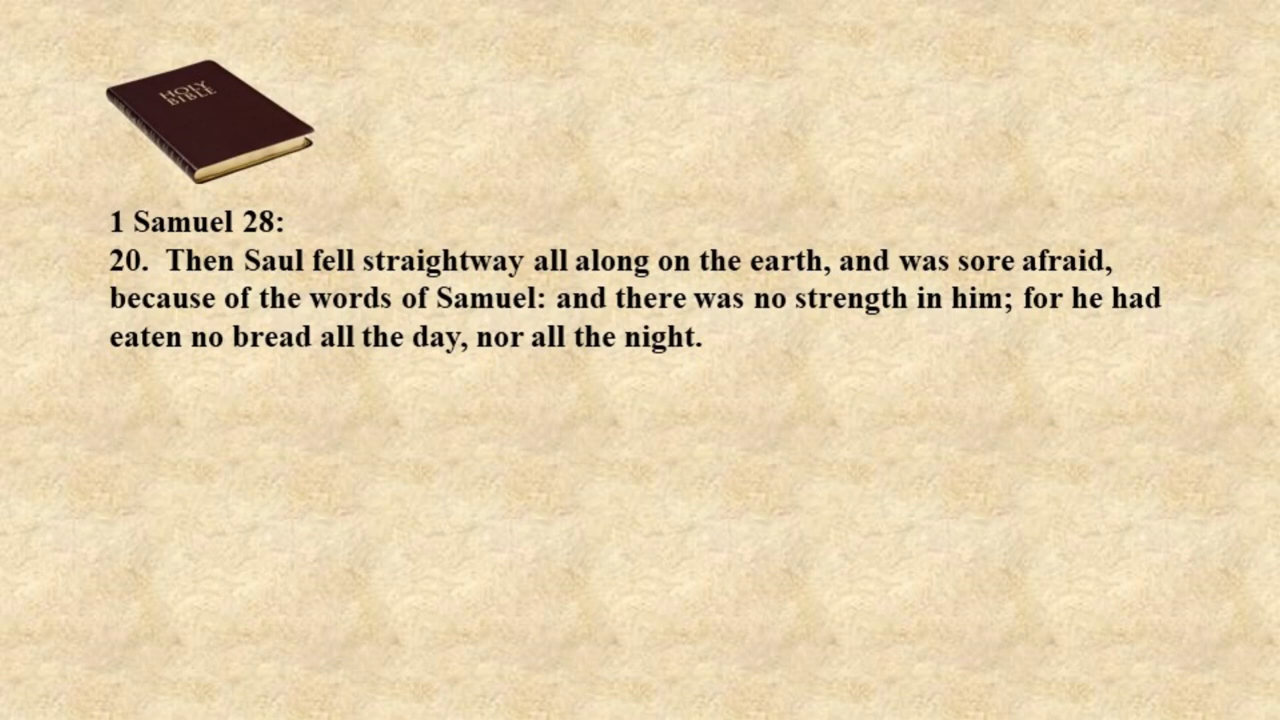 HOLY
BIBLE
1 Samuel 28:
20.  Then Saul fell straightway all along on the earth, and was sore afraid,
because of the words of Samuel: and there was no strength in him; for he had
eaten no bread all the day, nor all the night.